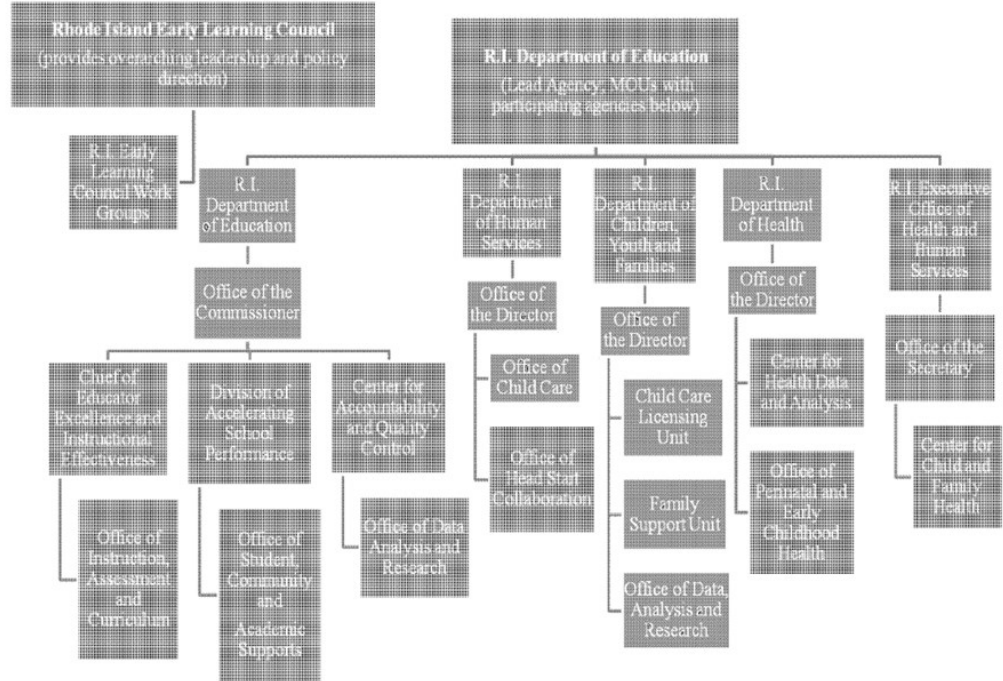 Rhode Island Early Learning Council
(provides overarching leadership and policy
direction)
R.I. Department of Education
(Lead Agency; MOUs with
participating agencies below)
R.I. Early
Learning
Council Work
Groups
R.I.
Department
of Education
R.I.
Department
of Human
Services
R.I.
Department of
Children,
Youth and
Families
R.I.
Department
of Health
R.I. Executive
Office of
Health and
Human
Services
Office of the
Commissioner
Office of
the Director
Office of
the Director
Office of
the Director
Office of the
Secretary
Chief of
Educator
Excellence and
Instructional
Effectiveness
Division of
Accelerating
School
Performance
Center for
Accountability
and Quality
Control
Office of
Child Care
Child Care
Licensing
Unit
Center for
Health Data
and Analysis
Center for
Child and
Family
Health
Office of
Instruction,
Assessment
and
Curriculum
Office of
Student,
Community
and
Academic
Supports
Office of Data,
Analysis and
Research
Office of
Head Start
Collaboration
Family
Support Unit
Office of
and Early
Childhood
Health
Office of Data,
Analysis and
Research